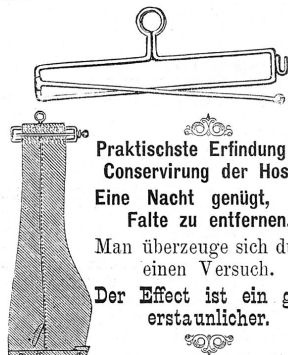 Praktischste Erfindung
Conservirung der
Eine Nacht genügt,
Falte zu entfernen.
Man überzeuge sich
einen Versuch.
Der Effect ist ein
erstaunlicher.